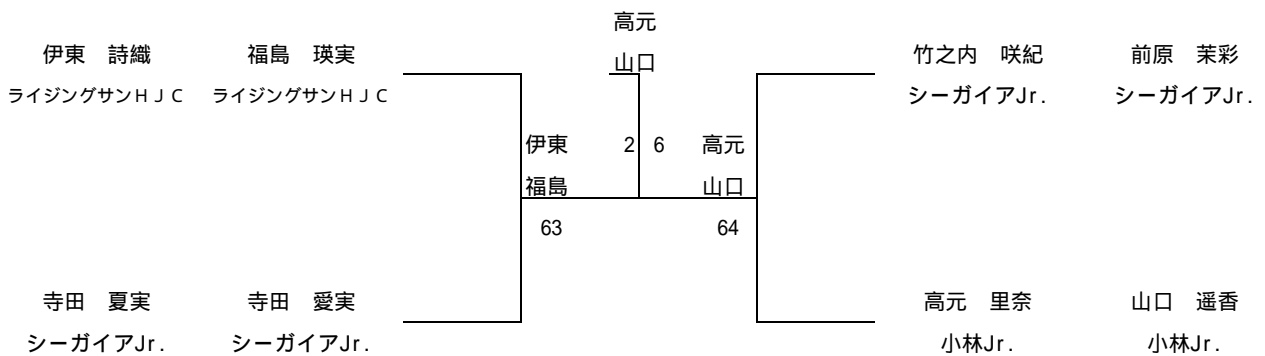 高元
山口
伊東　詩織　福島　瑛実
ライジングサンＨＪＣ　ライジングサンＨＪＣ
竹之内　咲紀　前原　茉彩
シーガイアJr.　シーガイアJr.
伊東　2　6　高元
福島　山口
63　64
寺田　夏実　寺田　愛実
シーガイアJr.　シーガイアJr.
高元　里奈　山口　遥香
小林Jr.　小林Jr.